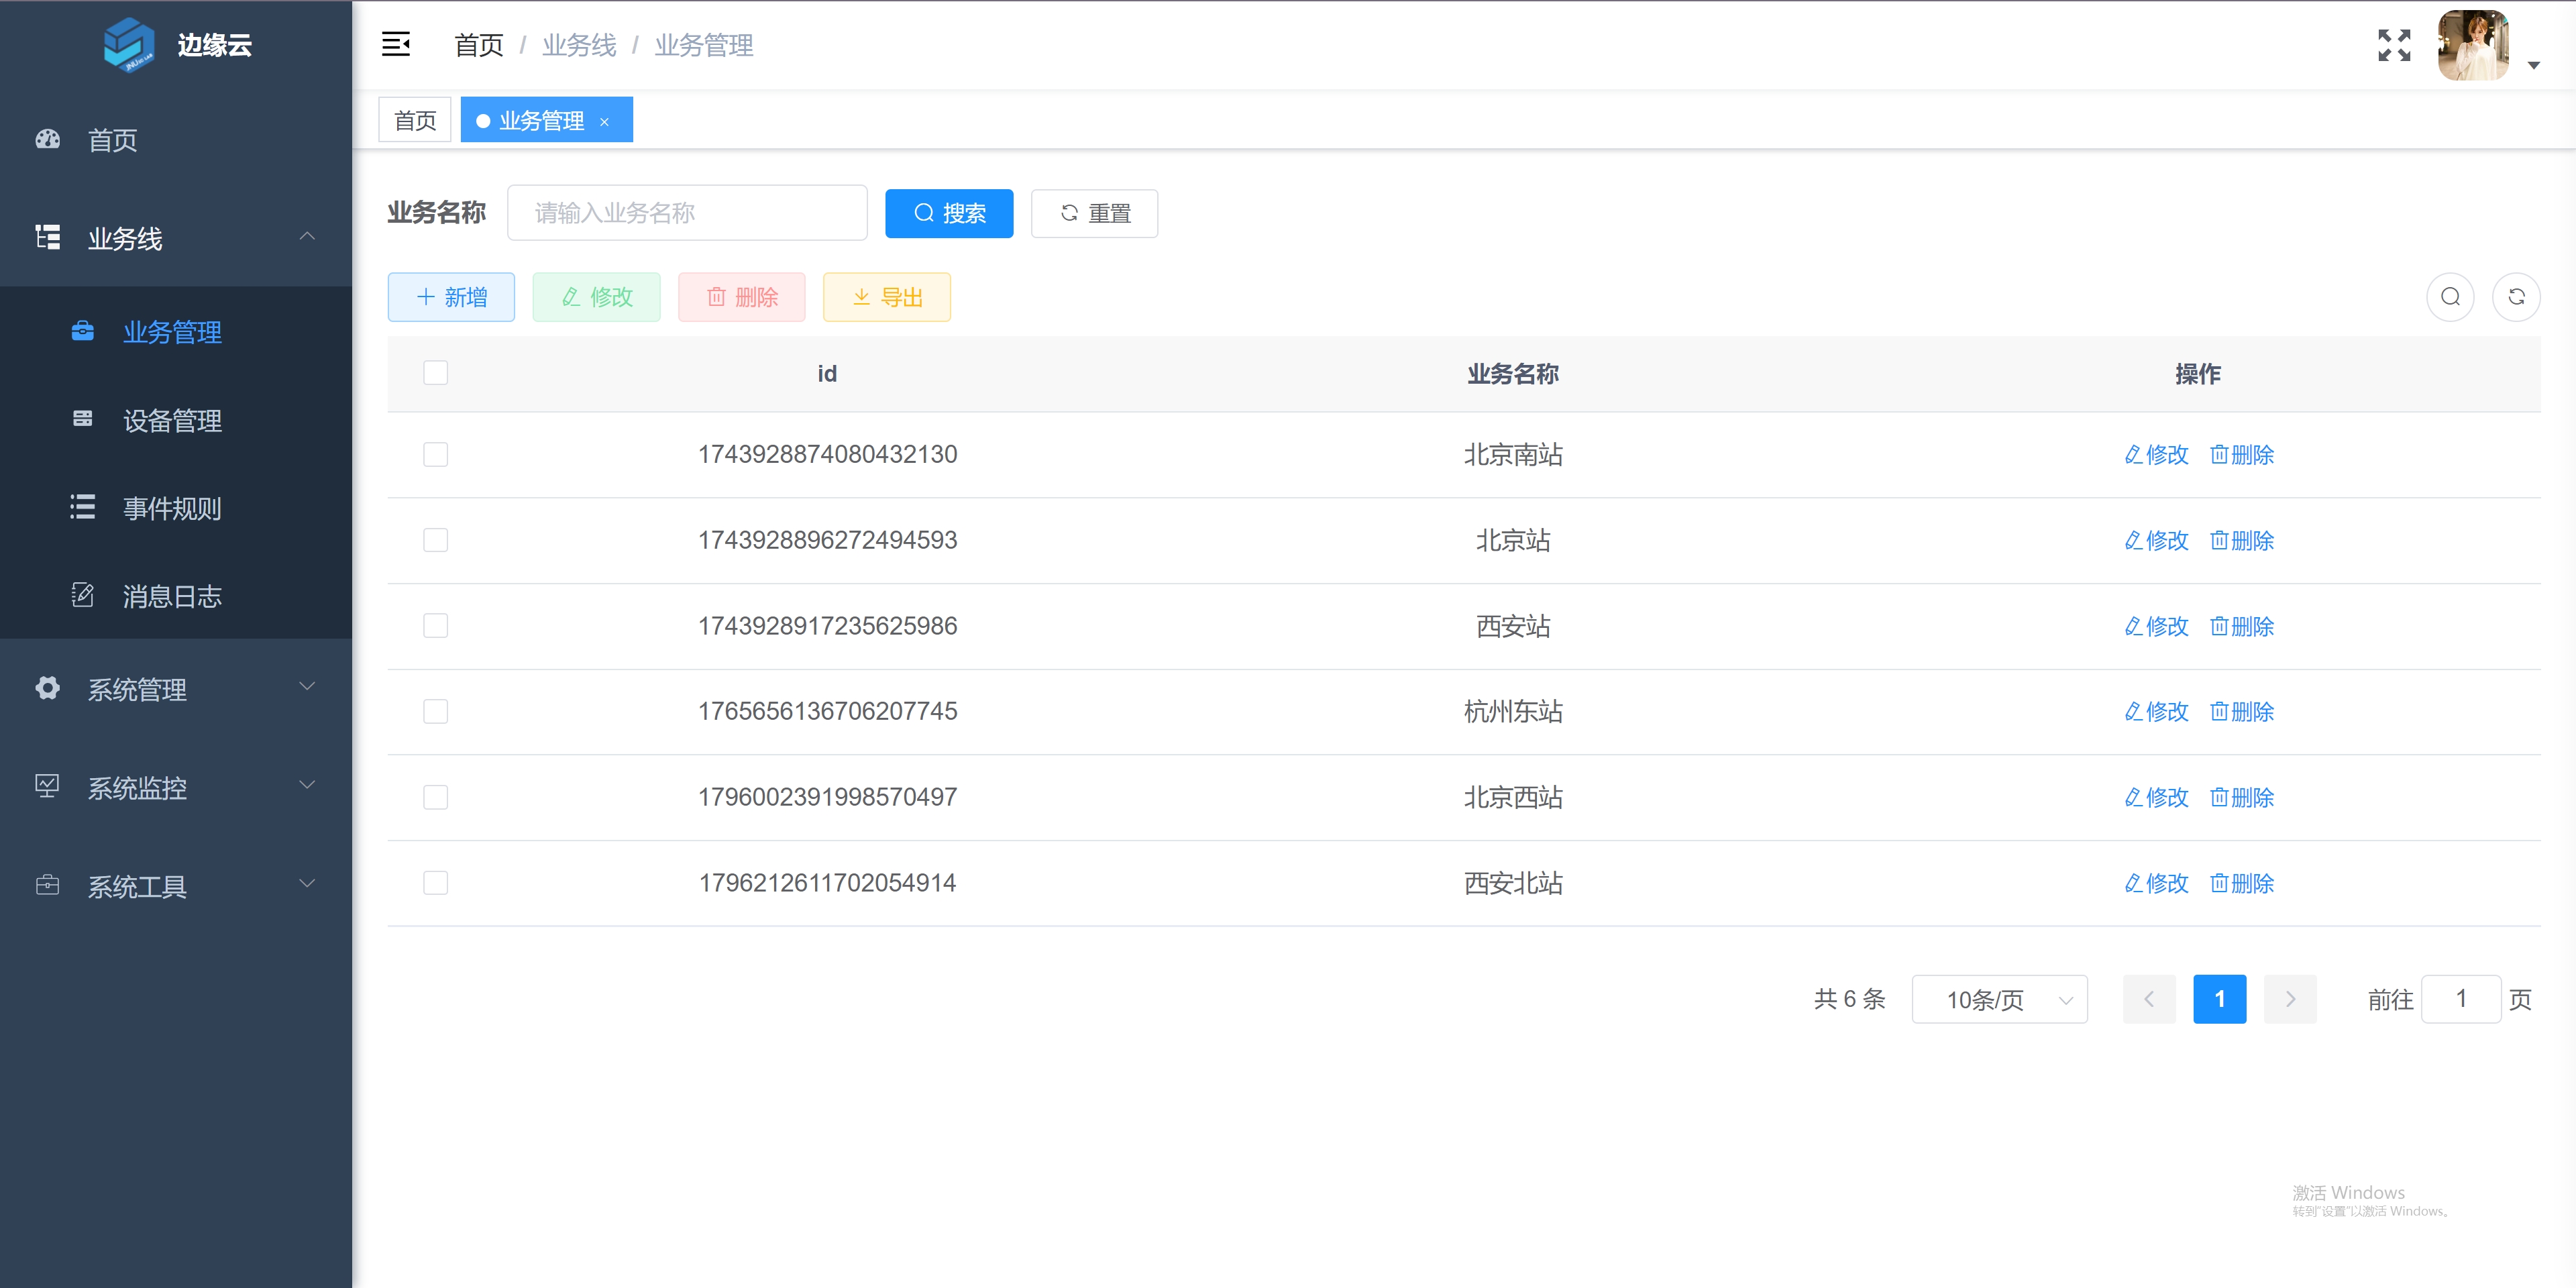 边缘云
首页 / 业务线 / 业务管理
首页
业务管理 ×
首页
业务线
业务管理
设备管理
事件规则
消息日志
系统管理
系统监控
系统工具
业务名称 请输入业务名称 搜索 重置
新增 修改 删除 导出
id 业务名称 操作
1743928874080432130 北京南站 修改 删除
1743928896272494593 北京站 修改 删除
1743928917235625986 西安站 修改 删除
1765656136706207745 杭州东站 修改 删除
1796002391998570497 北京西站 修改 删除
1796212611702054914 西安北站 修改 删除
共 6 条 10条/页 1 前往 1 页
激活 Windows
转到"设置"以激活 Windows。